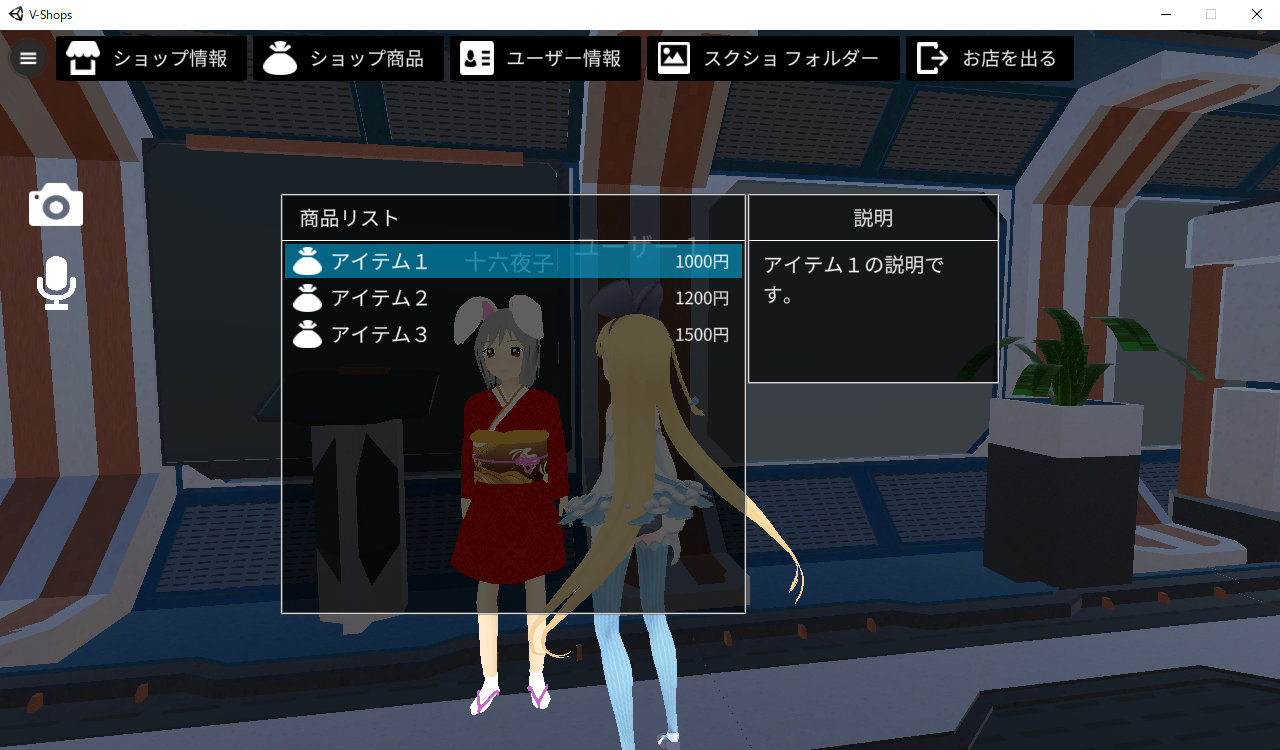 V-Shops
ショップ情報
ショップ商品
ユーザー情報
スクショ フォルダー
お店を出る
商品リスト
アイテム１ 1000円
アイテム２ 1200円
アイテム３ 1500円
十六夜子
ユーザー１
説明
アイテム１の説明で
す。